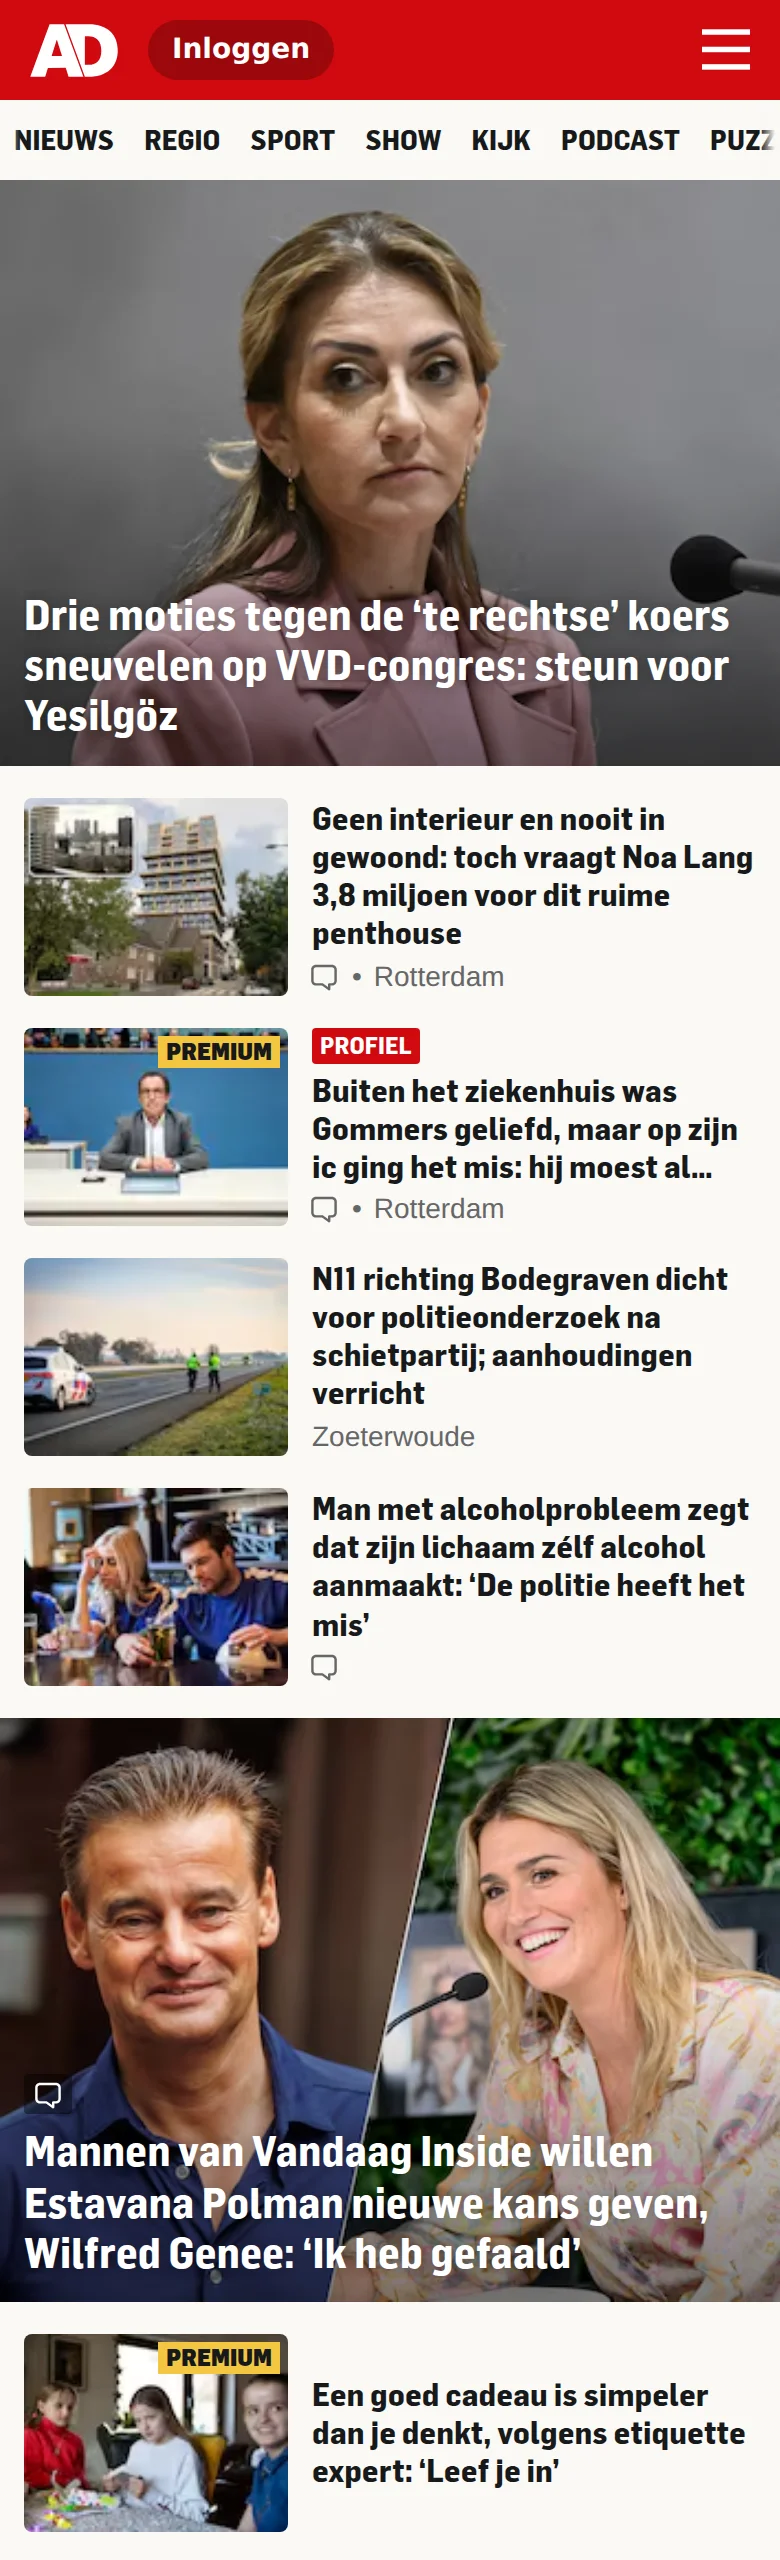 AD
Inloggen
NIEUWS REGIO SPORT SHOW KIJK PODCAST PUZZ
Drie moties tegen de ‘te rechtse’ koers
sneuvelen op VVD-congres: steun voor
Yesilgöz
Geen interieur en nooit in
gewoond: toch vraagt Noa Lang
3,8 miljoen voor dit ruime
penthouse
• Rotterdam
PREMIUM
PROFIEL
Buiten het ziekenhuis was
Gommers geliefd, maar op zijn
ic ging het mis: hij moest al...
• Rotterdam
N11 richting Bodegraven dicht
voor politieonderzoek na
schietpartij; aanhoudingen
verricht
Zoeterwoude
Man met alcoholprobleem zegt
dat zijn lichaam zélf alcohol
aanmaakt: ‘De politie heeft het
mis’
Mannen van Vandaag Inside willen
Estavana Polman nieuwe kans geven,
Wilfred Genee: ‘Ik heb gefaald’
PREMIUM
Een goed cadeau is simpeler
dan je denkt, volgens etiquette
expert: ‘Leef je in’